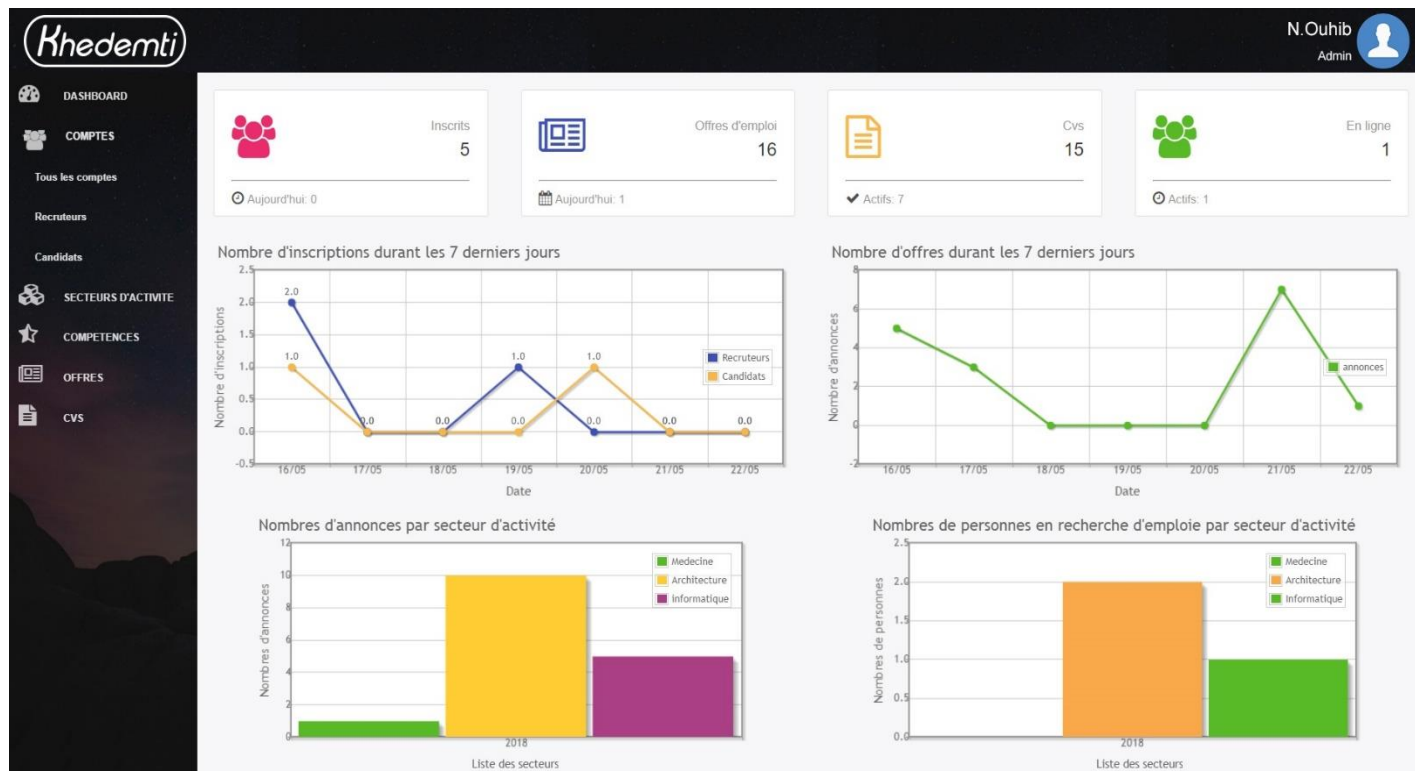 Khedemti
N.Ouhib
Admin
DASHBOARD
COMPTES
Tous les comptes
Recruteurs
Candidats
SECTEURS D'ACTIVITE
COMPETENCES
OFFRES
CVS
Inscrits
5
Aujourd'hui: 0
Offres d'emploi
16
Aujourd'hui: 1
Cvs
15
Actifs: 7
En ligne
1
Actifs: 1
Nombre d'inscriptions durant les 7 derniers jours
Nombre d'inscriptions
2.5
2.0
1.5
1.0
0.5
0.0
-0.5
2.0
1.0
0.0
0.0
1.0
0.0
1.0
0.0
0.0
0.0
Recruteurs
Candidats
16/05 17/05 18/05 19/05 20/05 21/05 22/05
Date
Nombre d'offres durant les 7 derniers jours
Nombre d'annonces
8
6
4
2
0
-2
annonces
16/05 17/05 18/05 19/05 20/05 21/05 22/05
Date
Nombres d'annonces par secteur d'activité
Nombres d'annonces
12
10
8
6
4
2
0
Medecine
Architecture
Informatique
2018
Liste des secteurs
Nombres de personnes en recherche d'emploie par secteur d'activité
Nombres de personnes
2.5
2.0
1.5
1.0
0.5
0.0
Medecine
Architecture
Informatique
2018
Liste des secteurs